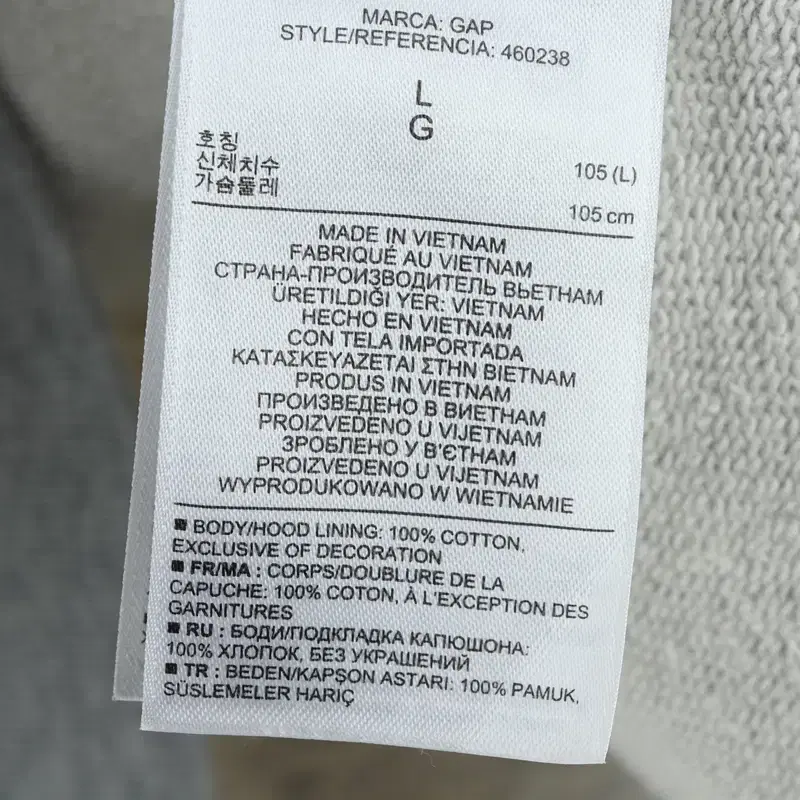 MARCA: GAP
STYLE/REFERENCIA: 460238
L
G
호칭
신체치수 105 (L)
가슴둘레 105 cm
MADE IN VIETNAM
FABRIQUÉ AU VIETNAM
СТРАНА-ПРОИЗВОДИТЕЛЬ ВЬЕТНАМ
ÜRETILDIĞI YER: VIETNAM
HECHO EN VIETNAM
CON TELA IMPORTADA
ΚΑΤΑΣΚΕΥΑΖΕΤΑΙ ΣΤΗΝ ΒΙΕΤΝΑΜ
PRODUS IN VIETNAM
ПРОИЗВЕДЕНО В ВИЕТНАМ
PROIZVEDENO U VIJETNAM
ЗРОБЛЕНО У В'ЄТНАМ
PROIZVEDENO U VIJETNAM
WYPRODUKOWANO W WIETNAMIE
BODY/HOOD LINING: 100% COTTON,
EXCLUSIVE OF DECORATION
FR/MA : CORPS/DOUBLURE DE LA
CAPUCHE: 100% COTON, À L'EXCEPTION DES
GARNITURES
RU : БОДИ/ПОДКЛАДКА КАПЮШОНА:
100% ХЛОПОК, БЕЗ УКРАШЕНИЙ
TR : BEDEN/KAPŞON ASTARI: 100% PAMUK,
SÜSLEMELER HARİÇ